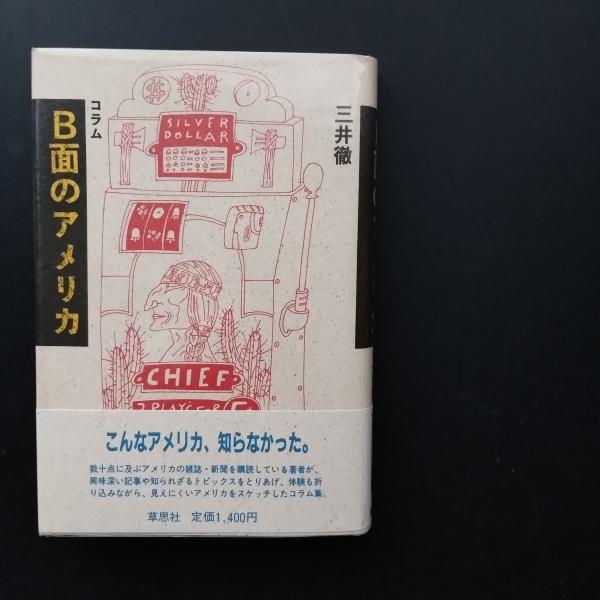 コラム
B面のアメリカ
三井徹
SILVER
DOLLAR
CHIEF
こんなアメリカ、知らなかった。
数十点に及ぶアメリカの雑誌・新聞を購読している著者が、
興味深い記事や知られざるトピックスをとりあげ、体験も折
り込みながら、見えにくいアメリカをスケッチしたコラム集。
草思社 定価1,400円